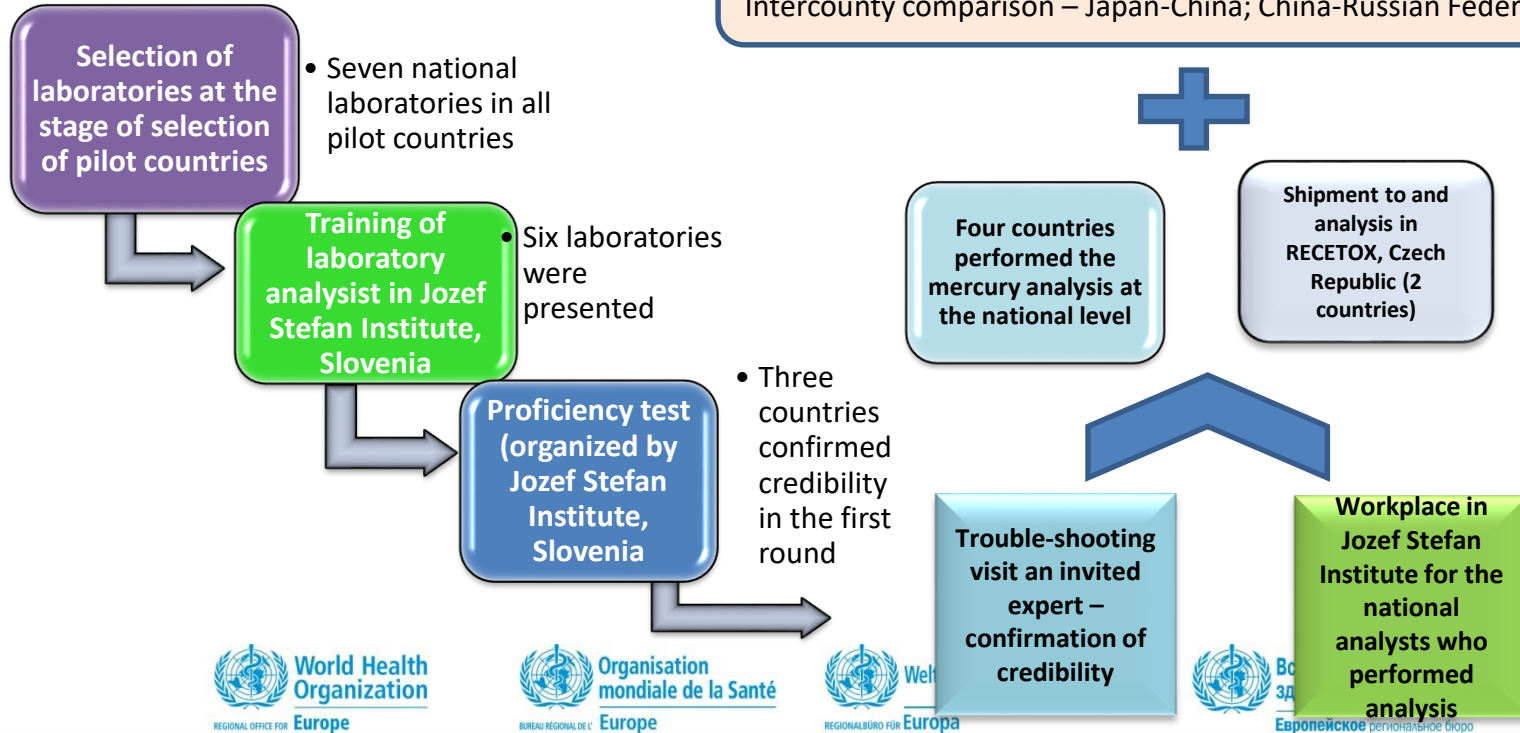 Intercounty comparison – Japan-China; China-Russian
Selection of
laboratories at the
stage of selection
of pilot countries
• Seven national
laboratories in all
pilot countries
Training of
laboratory
analysist in Jozef
Stefan Institute,
Slovenia
• Six laboratories
were
presented
Proficiency test
(organized by
Jozef Stefan
Institute,
Slovenia
• Three
countries
confirmed
credibility
in the first
round
Four countries
performed the
mercury analysis at
the national level
Shipment to and
analysis in
RECETOX, Czech
Republic (2
countries)
Trouble-shooting
visit an invited
expert –
confirmation of
credibility
Workplace in
Jozef Stefan
Institute for the
national
analysts who
performed
analysis
World Health
Organization
REGIONAL OFFICE FOR Europe
Organisation
mondiale de la Santé
BUREAU RÉGIONAL DE L' Europe
REGIONALBÜRO FÜR Europa
Европейское региональное бюро